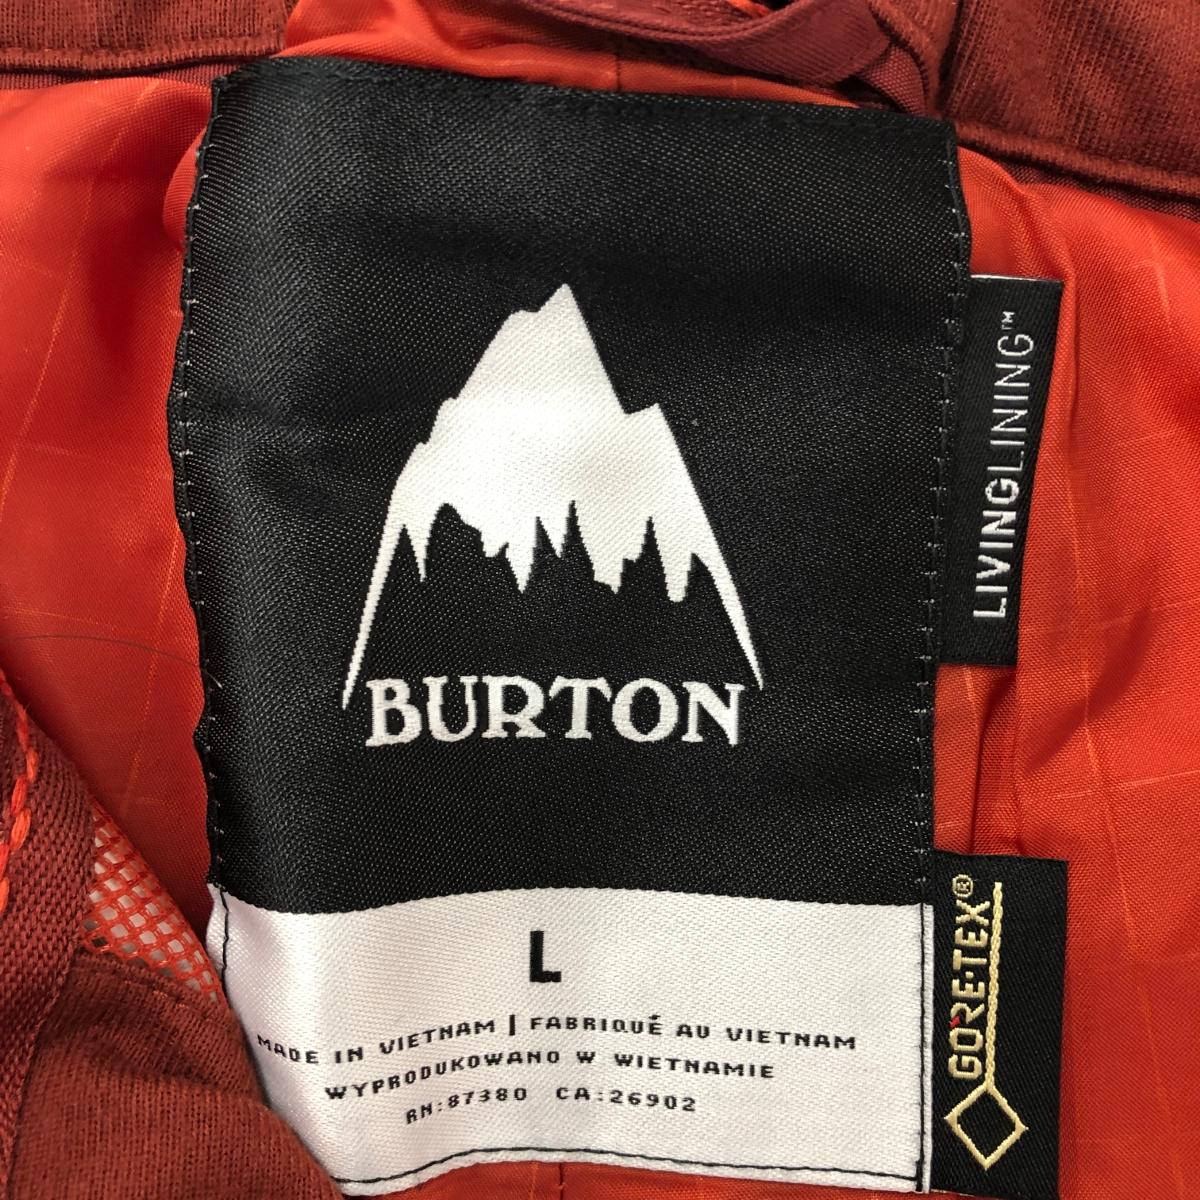 BURTON
L
MADE IN VIETNAM | FABRIQUÉ AU VIETNAM
WYPRODUKOWANO W WIETNAMIE
RN:87380 CA:26902
LIVINGLINING™
GORE-TEX®